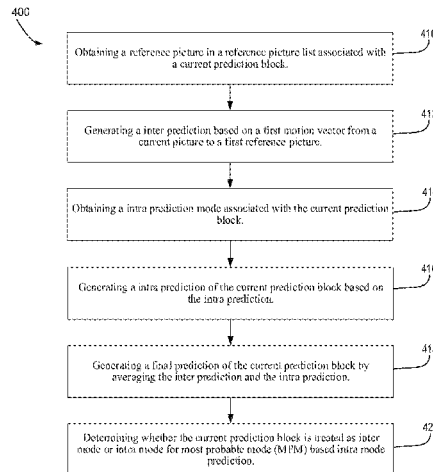 400
Obtaining a reference picture in a reference picture list associated with
a current prediction block.
410
Generating a inter prediction based on a first motion vector from a
current picture to a first reference picture.
Obtaining a intra prediction mode associated with the current prediction
block.
Generating a intra prediction of the current prediction block based on
the intra prediction.
Generating a final prediction of the current prediction block by
averaging the inter prediction and the intra prediction.
Determining whether the current prediction block is treated as inter
mode or intra mode for most probable mode (MPM) based intra mode
prediction.